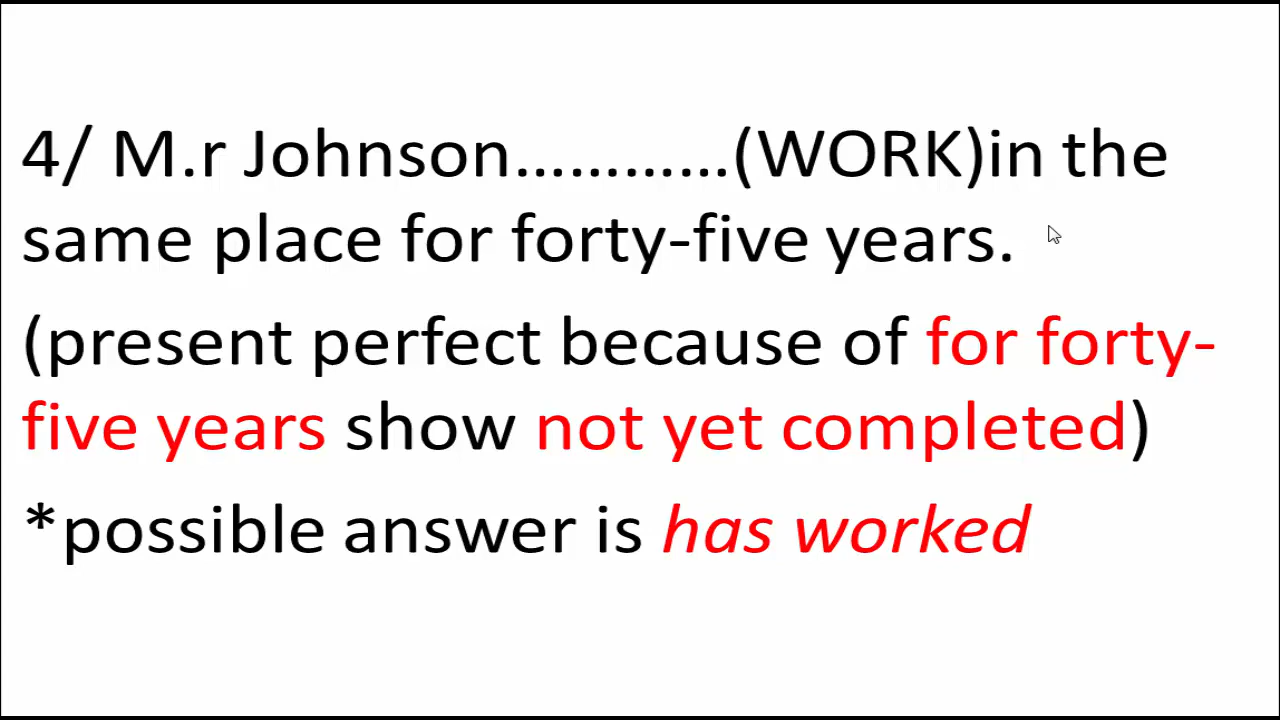 4/ M.r Johnson…………(WORK)in the
same place for forty-five years.
(present perfect because of for forty-
five years show not yet completed)
*possible answer is has worked